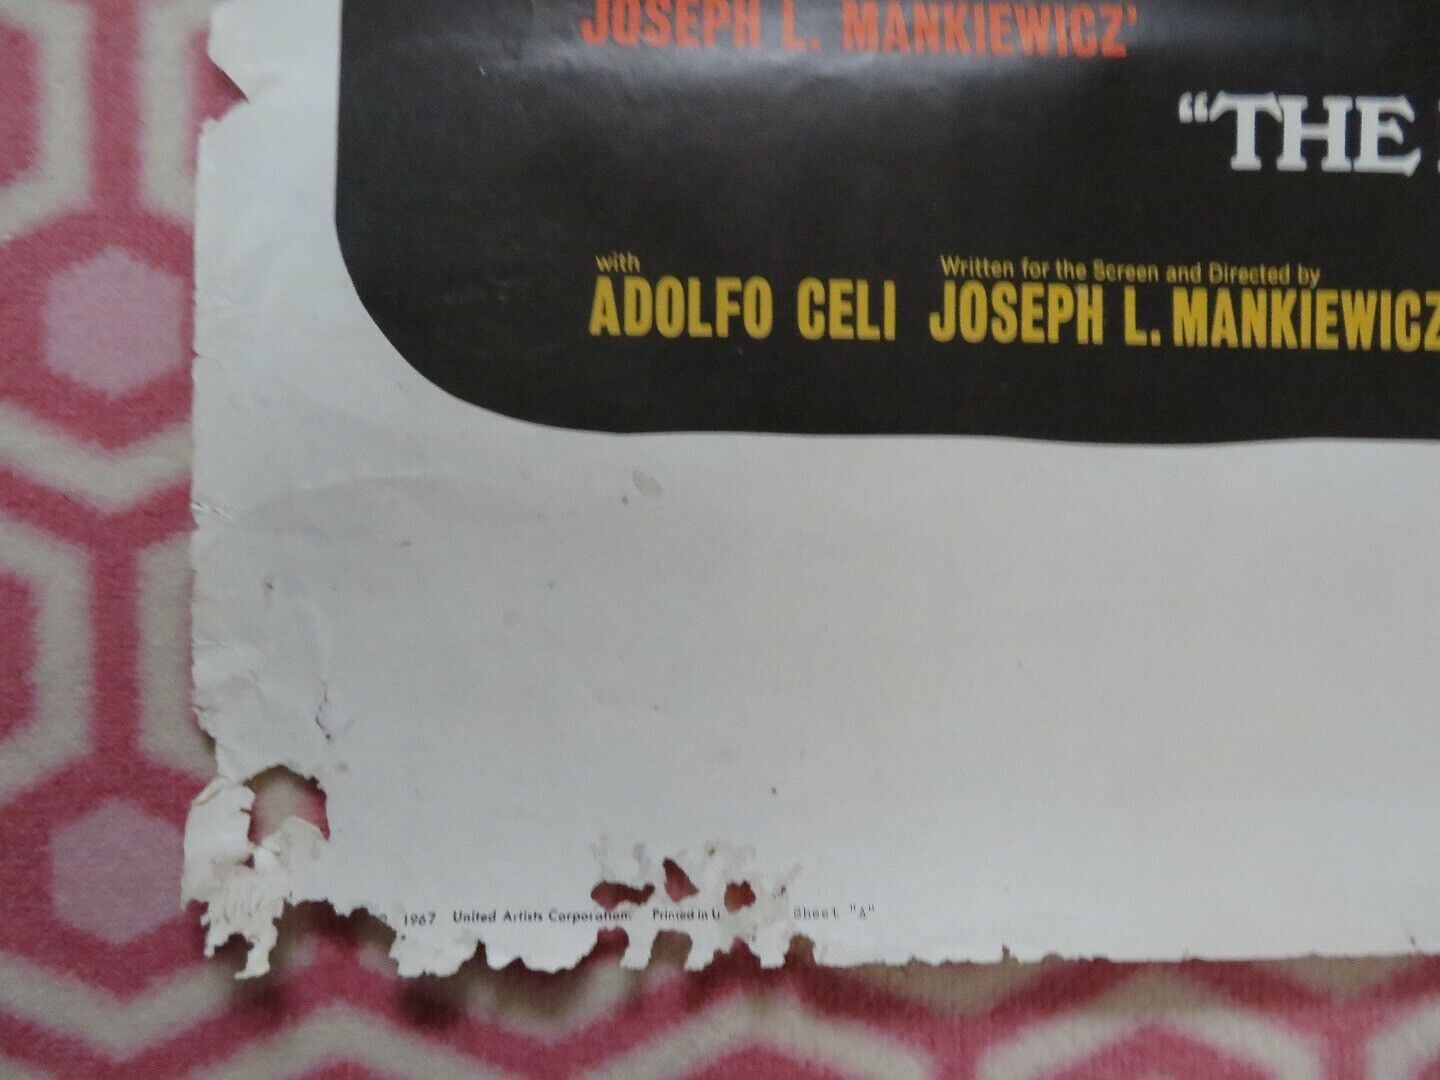 JOSEPH L. MANKIEWICZ'
"THE
with
ADOLFO CELI
Written for the Screen and Directed by
JOSEPH L. MANKIEWICZ
1967 United Artists Corporation. Printed in U Sheet "A"